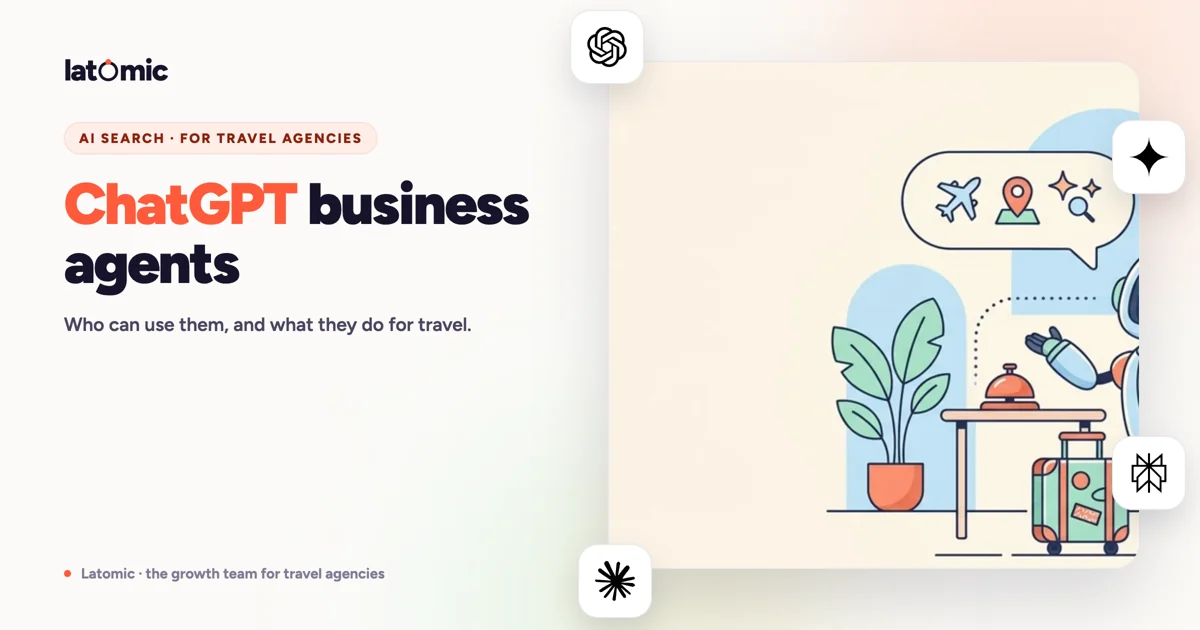 latomic
AI SEARCH · FOR TRAVEL AGENCIES
ChatGPT business
agents
Who can use them, and what they do for travel.
Latomic · the growth team for travel agencies